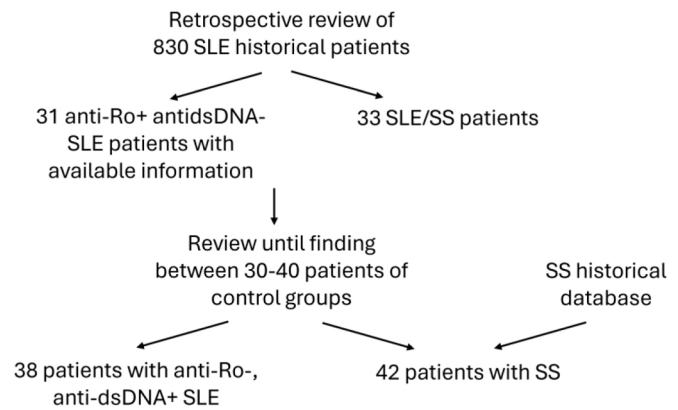 Retrospective review of
830 SLE historical patients
31 anti-Ro+ antidsDNA-
SLE patients with
available information
33 SLE/SS patients
Review until finding
between 30-40 patients of
control groups
SS historical
database
38 patients with anti-Ro-,
anti-dsDNA+ SLE
42 patients with SS